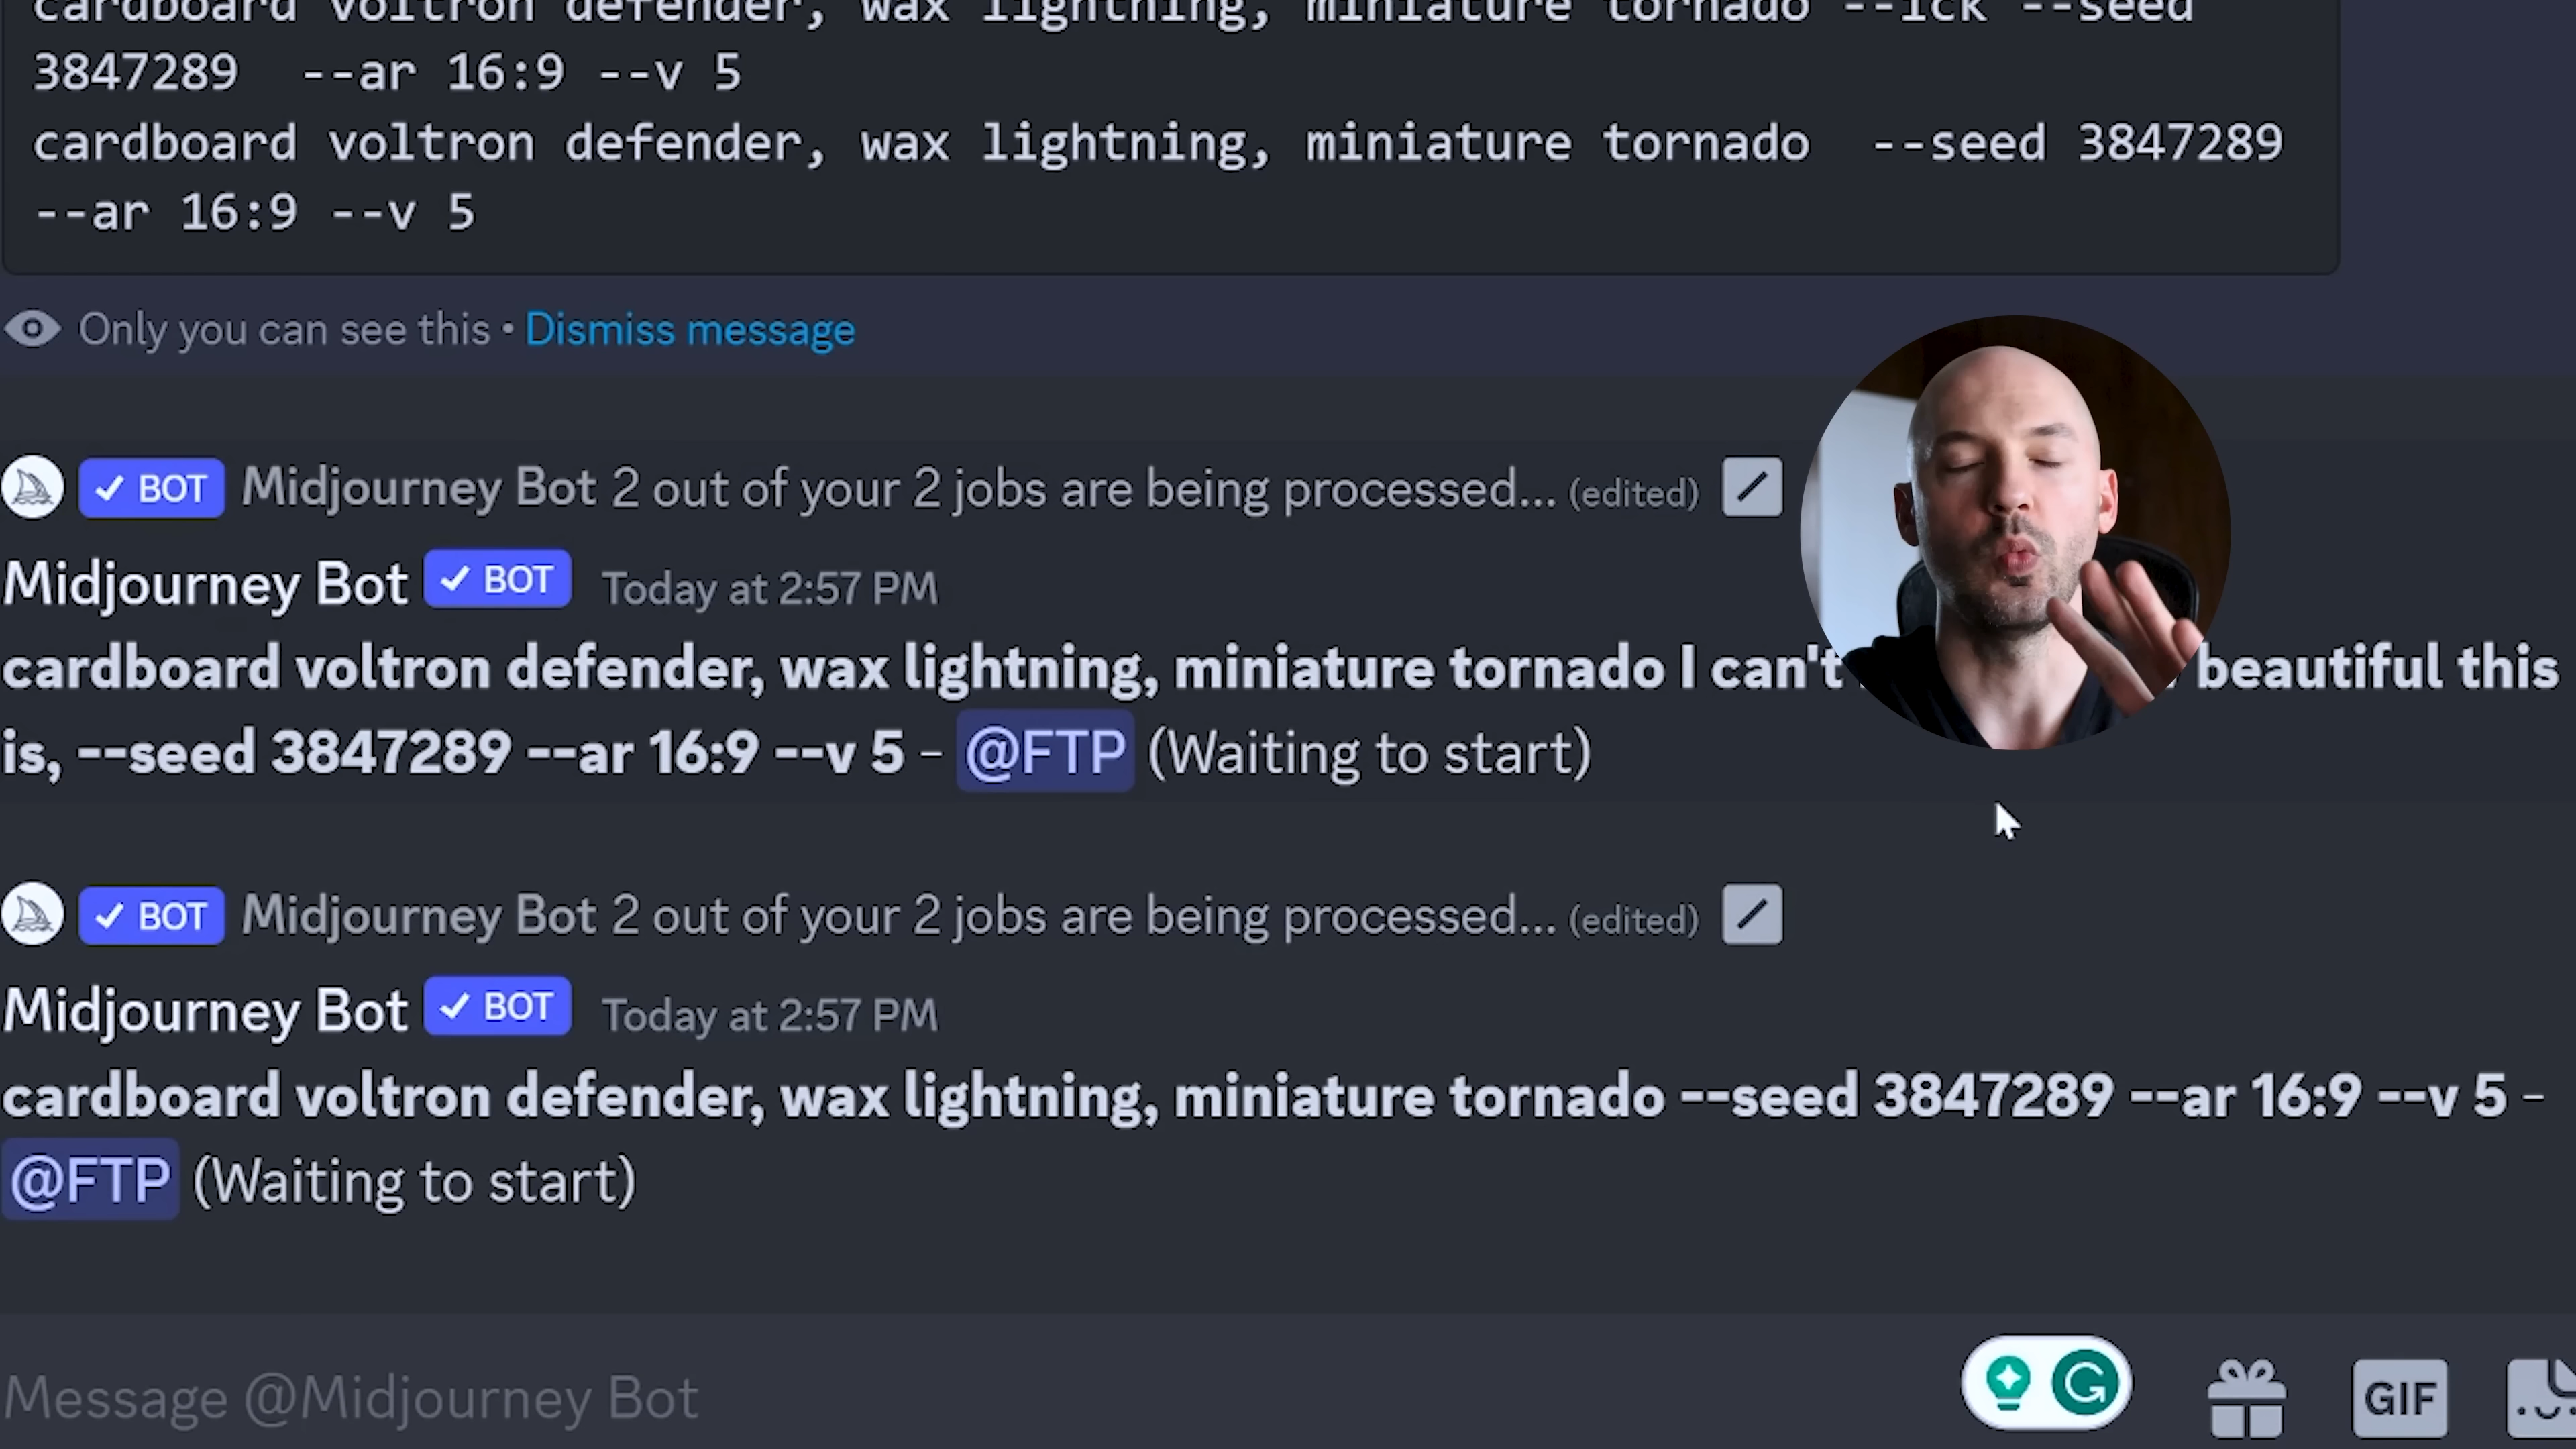 cardboard voltron defender, wax lightning, miniature tornado --ick --seed
3847289  --ar 16:9 --v 5
cardboard voltron defender, wax lightning, miniature tornado  --seed 3847289
--ar 16:9 --v 5
Only you can see this • Dismiss message
✓ BOT Midjourney Bot 2 out of your 2 jobs are being processed... (edited)
Midjourney Bot ✓ BOT Today at 2:57 PM
cardboard voltron defender, wax lightning, miniature tornado I can't beautiful this
is, --seed 3847289 --ar 16:9 --v 5 - @FTP (Waiting to start)
✓ BOT Midjourney Bot 2 out of your 2 jobs are being processed... (edited)
Midjourney Bot ✓ BOT Today at 2:57 PM
cardboard voltron defender, wax lightning, miniature tornado --seed 3847289 --ar 16:9 --v 5 -
@FTP (Waiting to start)
Message @Midjourney Bot
GIF